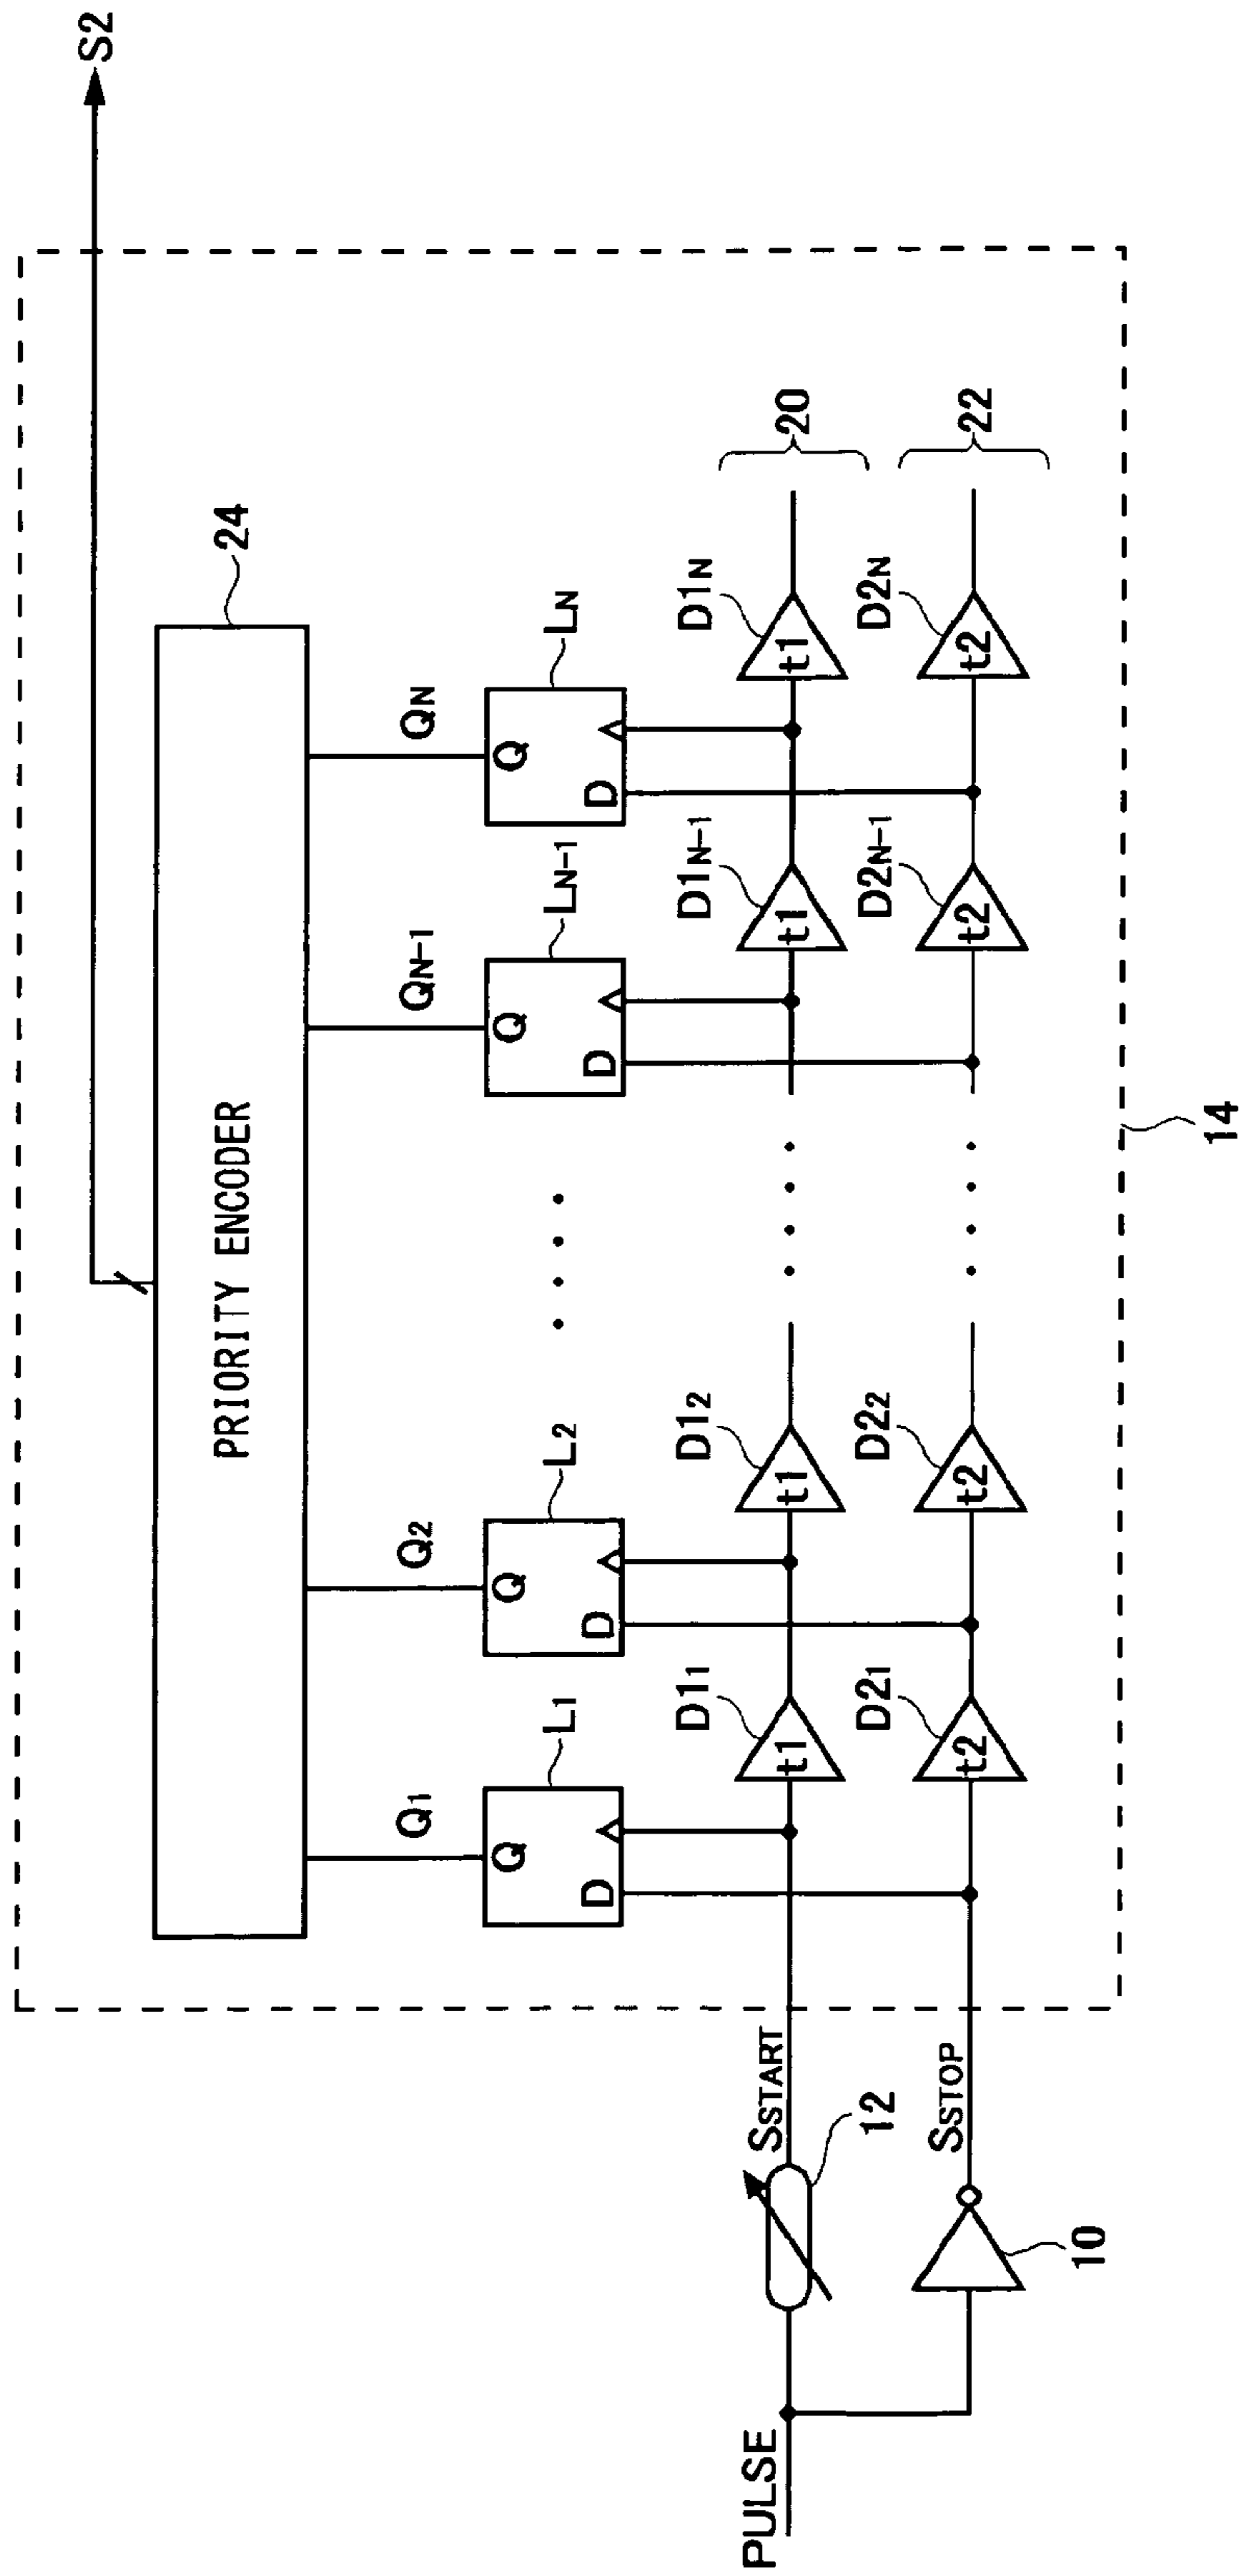 S2
24
PRIORITY ENCODER
Q1
Q2
QN-1
QN
L1
L2
LN-1
LN
Q
D
Q
D
Q
D
Q
D
D11
D12
D1N-1
D1N
20
t1
t1
t1
t1
D21
D22
D2N-1
D2N
22
t2
t2
t2
t2
PULSE
SSTART
12
SSTOP
10
14